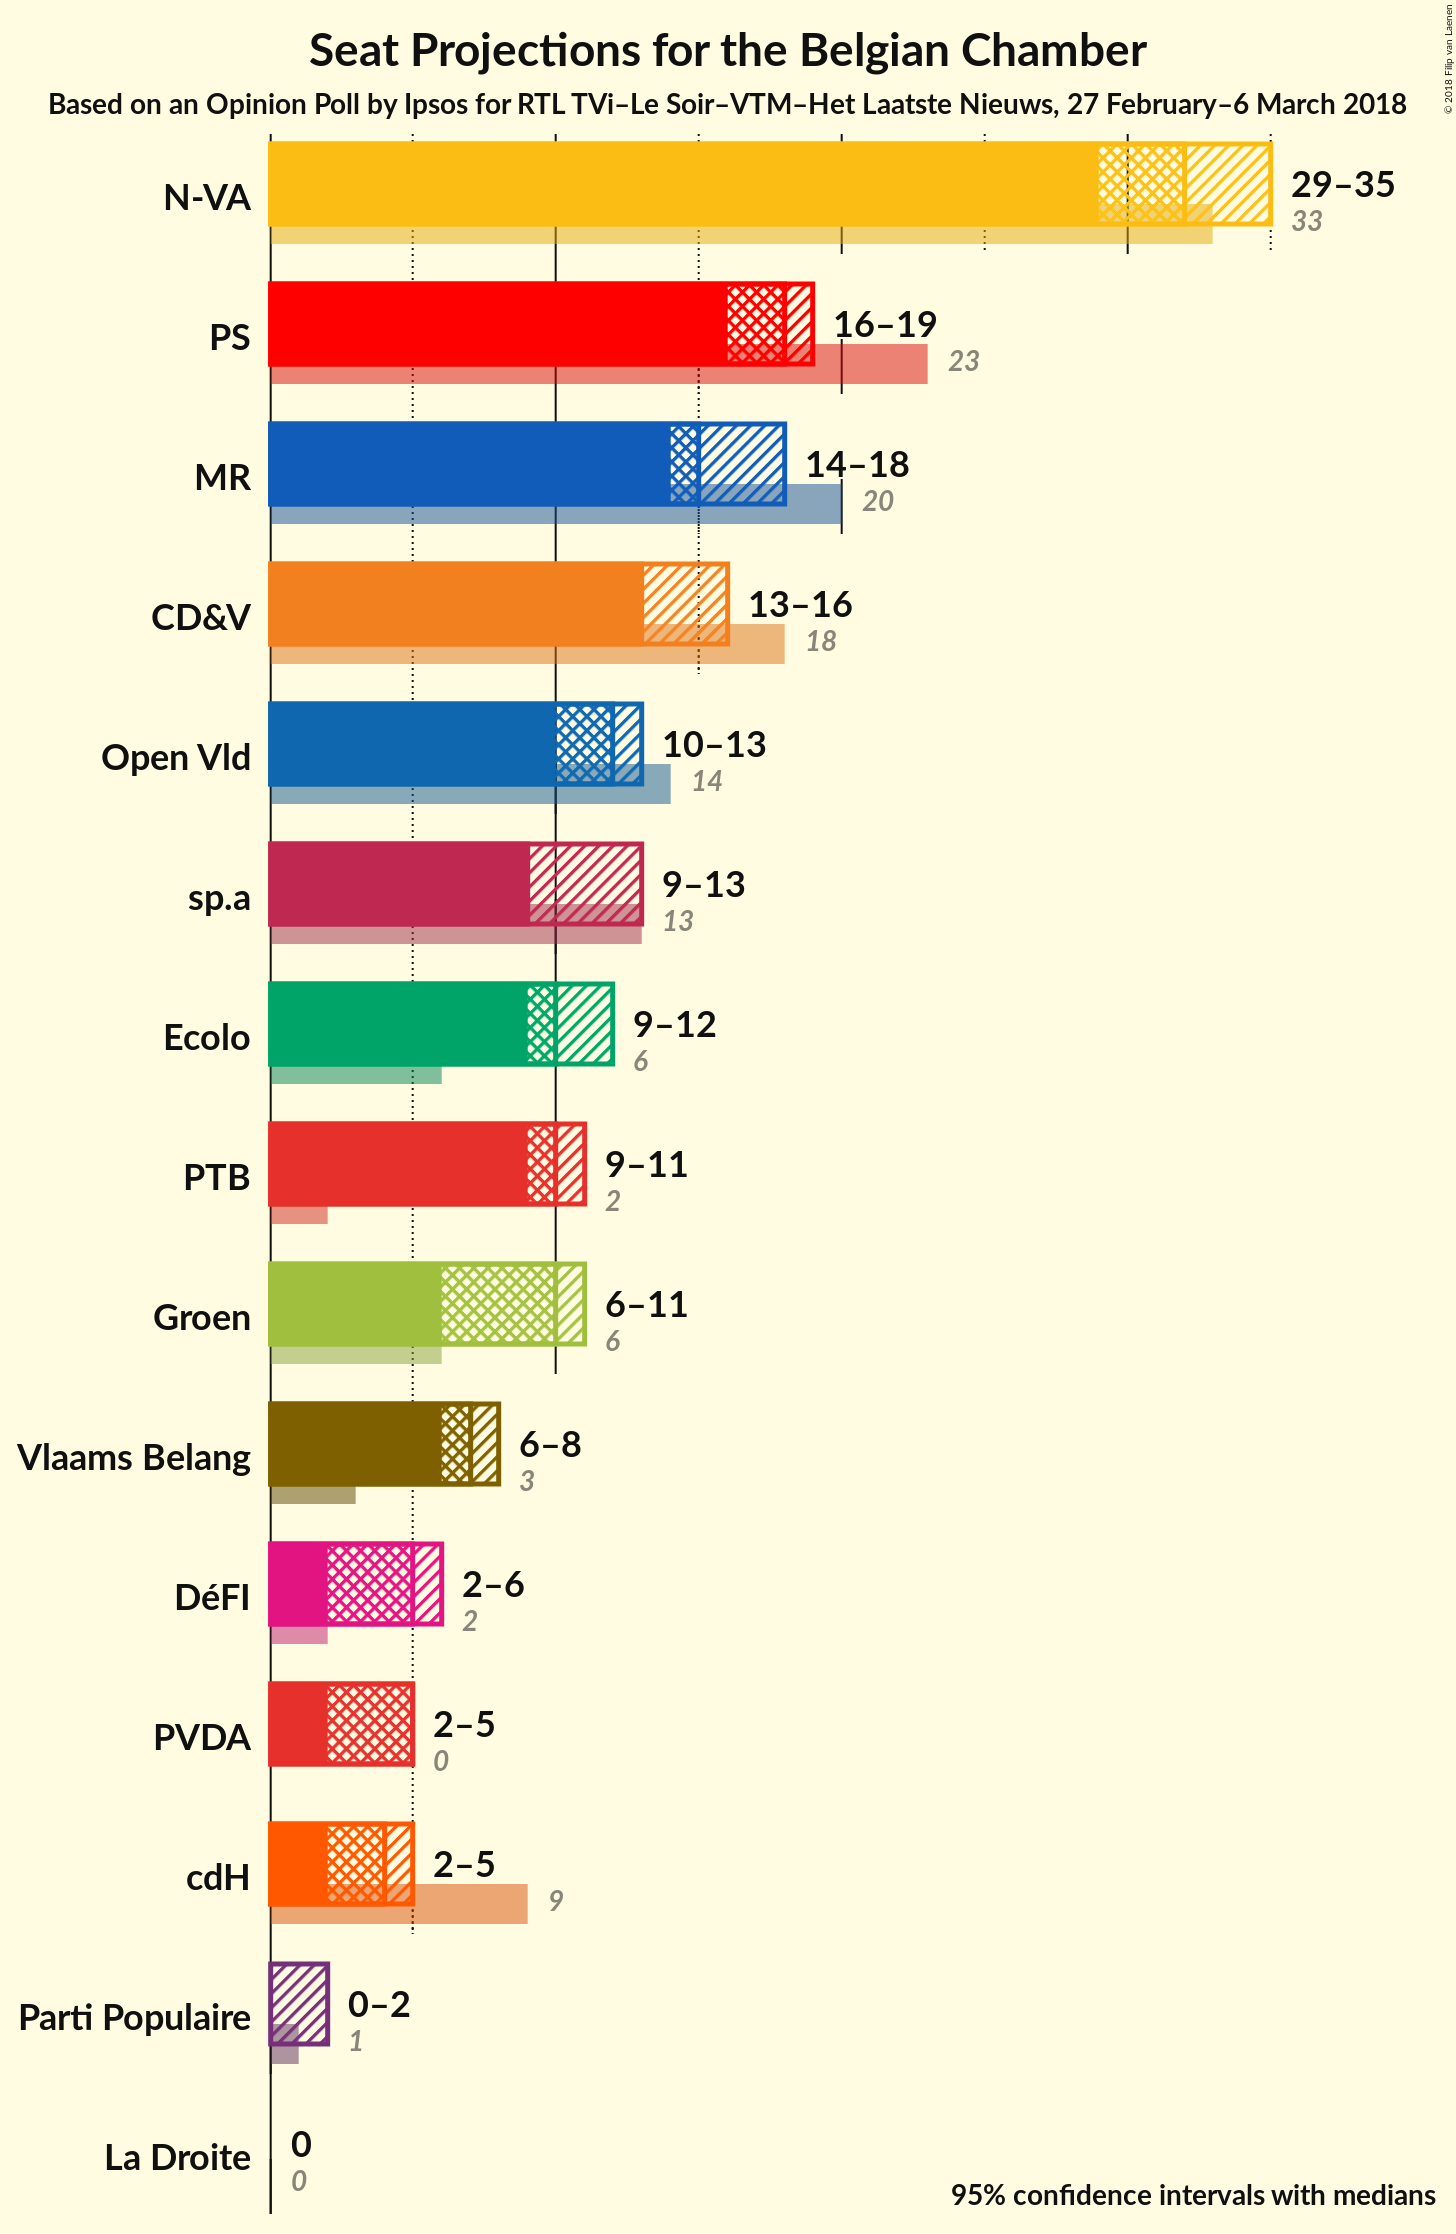 Seat Projections for the Belgian Chamber
Based on an Opinion Poll by Ipsos for RTL TVi–Le Soir–VTM–Het Laatste Nieuws, 27 February–6 March 2018
© 2018 Filip van Laenen
N-VA
29–35
33
PS
16–19
23
MR
14–18
20
CD&V
13–16
18
Open Vld
10–13
14
sp.a
9–13
13
Ecolo
9–12
6
PTB
9–11
2
Groen
6–11
6
Vlaams Belang
6–8
3
DéFI
2–6
2
PVDA
2–5
0
cdH
2–5
9
Parti Populaire
0–2
1
La Droite
0
0
95% confidence intervals with medians